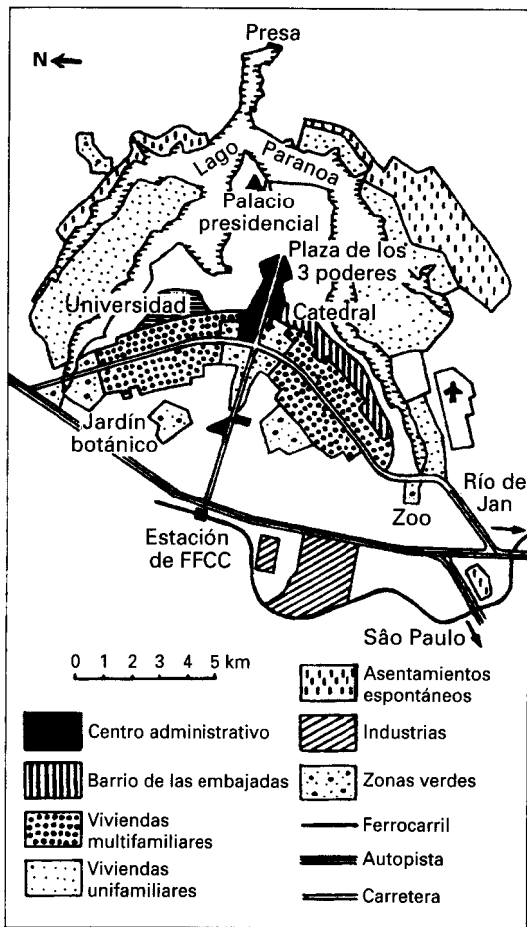 Presa
N
Lago
Paranoa
Palacio
presidencial
Plaza de los
3 poderes
Universidad
Catedral
Jardín
botánico
Río de
Jan
Zoo
Estación
de FFCC
Sâo Paulo
0 1 2 3 4 5 km
Centro administrativo
Barrio de las embajadas
Viviendas
multifamiliares
Viviendas
unifamiliares
Asentamientos
espontáneos
Industrias
Zonas verdes
Ferrocarril
Autopista
Carretera